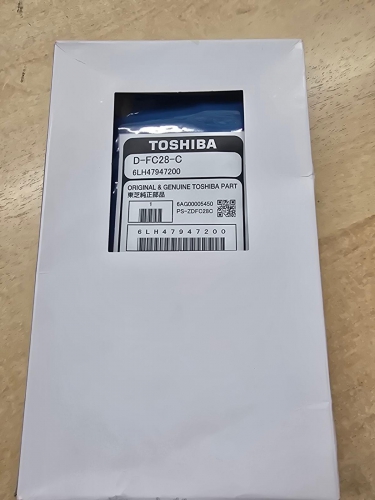 TOSHIBA
D-FC28-C
6LH47947200
ORIGINAL & GENUINE TOSHIBA PART
東芝純正部品
1
6AG00005450
PS-ZDFC28C
6LH47947200